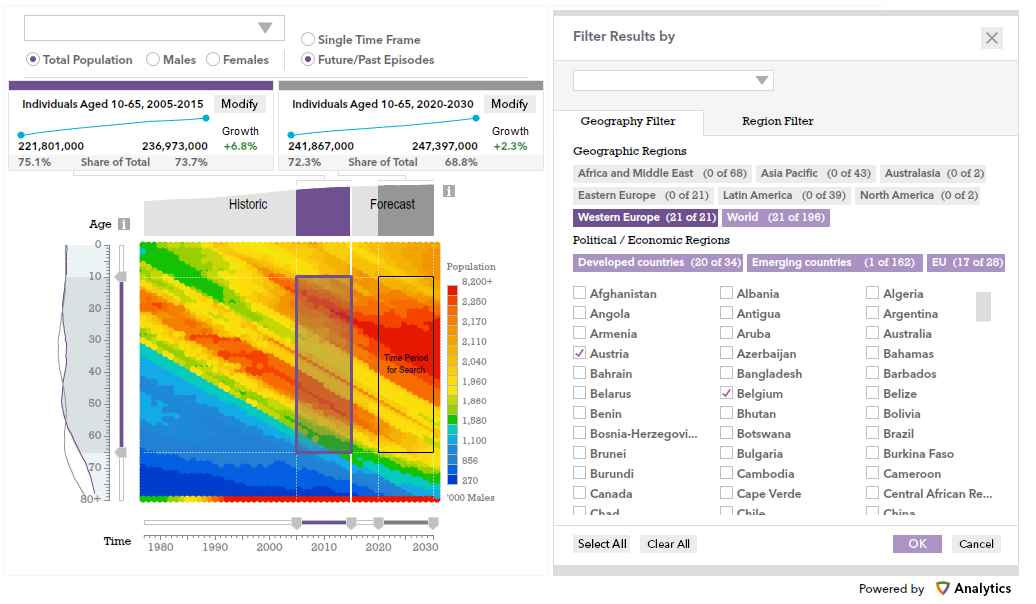 Single Time Frame
Total Population Males Females Future/Past Episodes
Individuals Aged 10-65, 2005-2015 Modify
Growth
221,801,000 236,973,000 +6.8%
75.1% Share of Total 73.7%
Individuals Aged 10-65, 2020-2030 Modify
Growth
241,867,000 247,397,000 +2.3%
72.3% Share of Total 68.8%
i
Historic Forecast
Age i
0
10
20
30
40
50
60
70
80+
Time Period
for Search
Population
8,200+
2,250
2,170
2,110
2,040
1,960
1,860
1,580
1,100
856
270
'000 Males
Time
1980 1990 2000 2010 2020 2030
Filter Results by
Geography Filter Region Filter
Geographic Regions
Africa and Middle East (0 of 68) Asia Pacific (0 of 43) Australasia (0 of 2)
Eastern Europe (0 of 21) Latin America (0 of 39) North America (0 of 2)
Western Europe (21 of 21) World (21 of 196)
Political / Economic Regions
Developed countries (20 of 34) Emerging countries (1 of 162) EU (17 of 28)
Afghanistan Albania Algeria
Angola Antigua Argentina
Armenia Aruba Australia
Austria Azerbaijan Bahamas
Bahrain Bangladesh Barbados
Belarus Belgium Belize
Benin Bhutan Bolivia
Bosnia-Herzegovi... Botswana Brazil
Brunei Bulgaria Burkina Faso
Burundi Cambodia Cameroon
Canada Cape Verde Central African Re...
Chad Chile China
Select All Clear All OK Cancel
Powered by Analytics